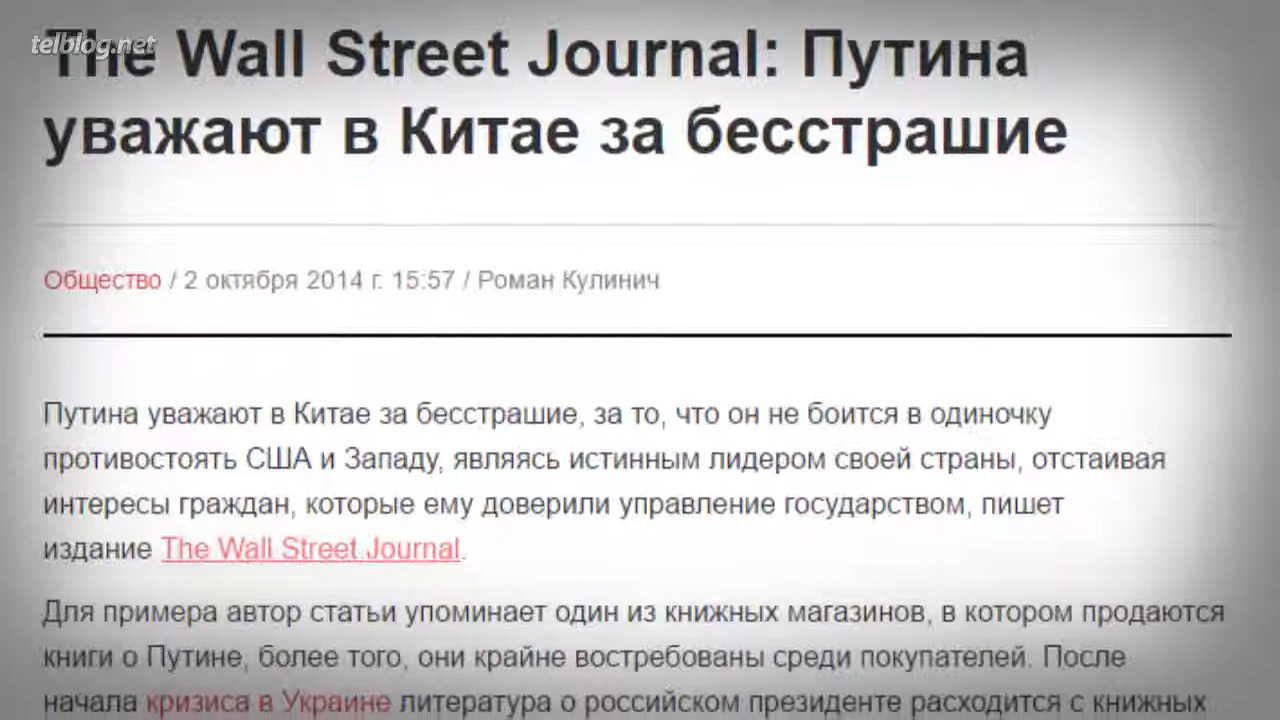 telblog.net
The Wall Street Journal: Путина
уважают в Китае за бесстрашие
Общество / 2 октября 2014 г. 15:57 / Роман Кулинич
Путина уважают в Китае за бесстрашие, за то, что он не боится в одиночку
противостоять США и Западу, являясь истинным лидером своей страны, отстаивая
интересы граждан, которые ему доверили управление государством, пишет
издание The Wall Street Journal.
Для примера автор статьи упоминает один из книжных магазинов, в котором продаются
книги о Путине, более того, они крайне востребованы среди покупателей. После
начала кризиса в Украине литература о российском президенте расходится с книжных